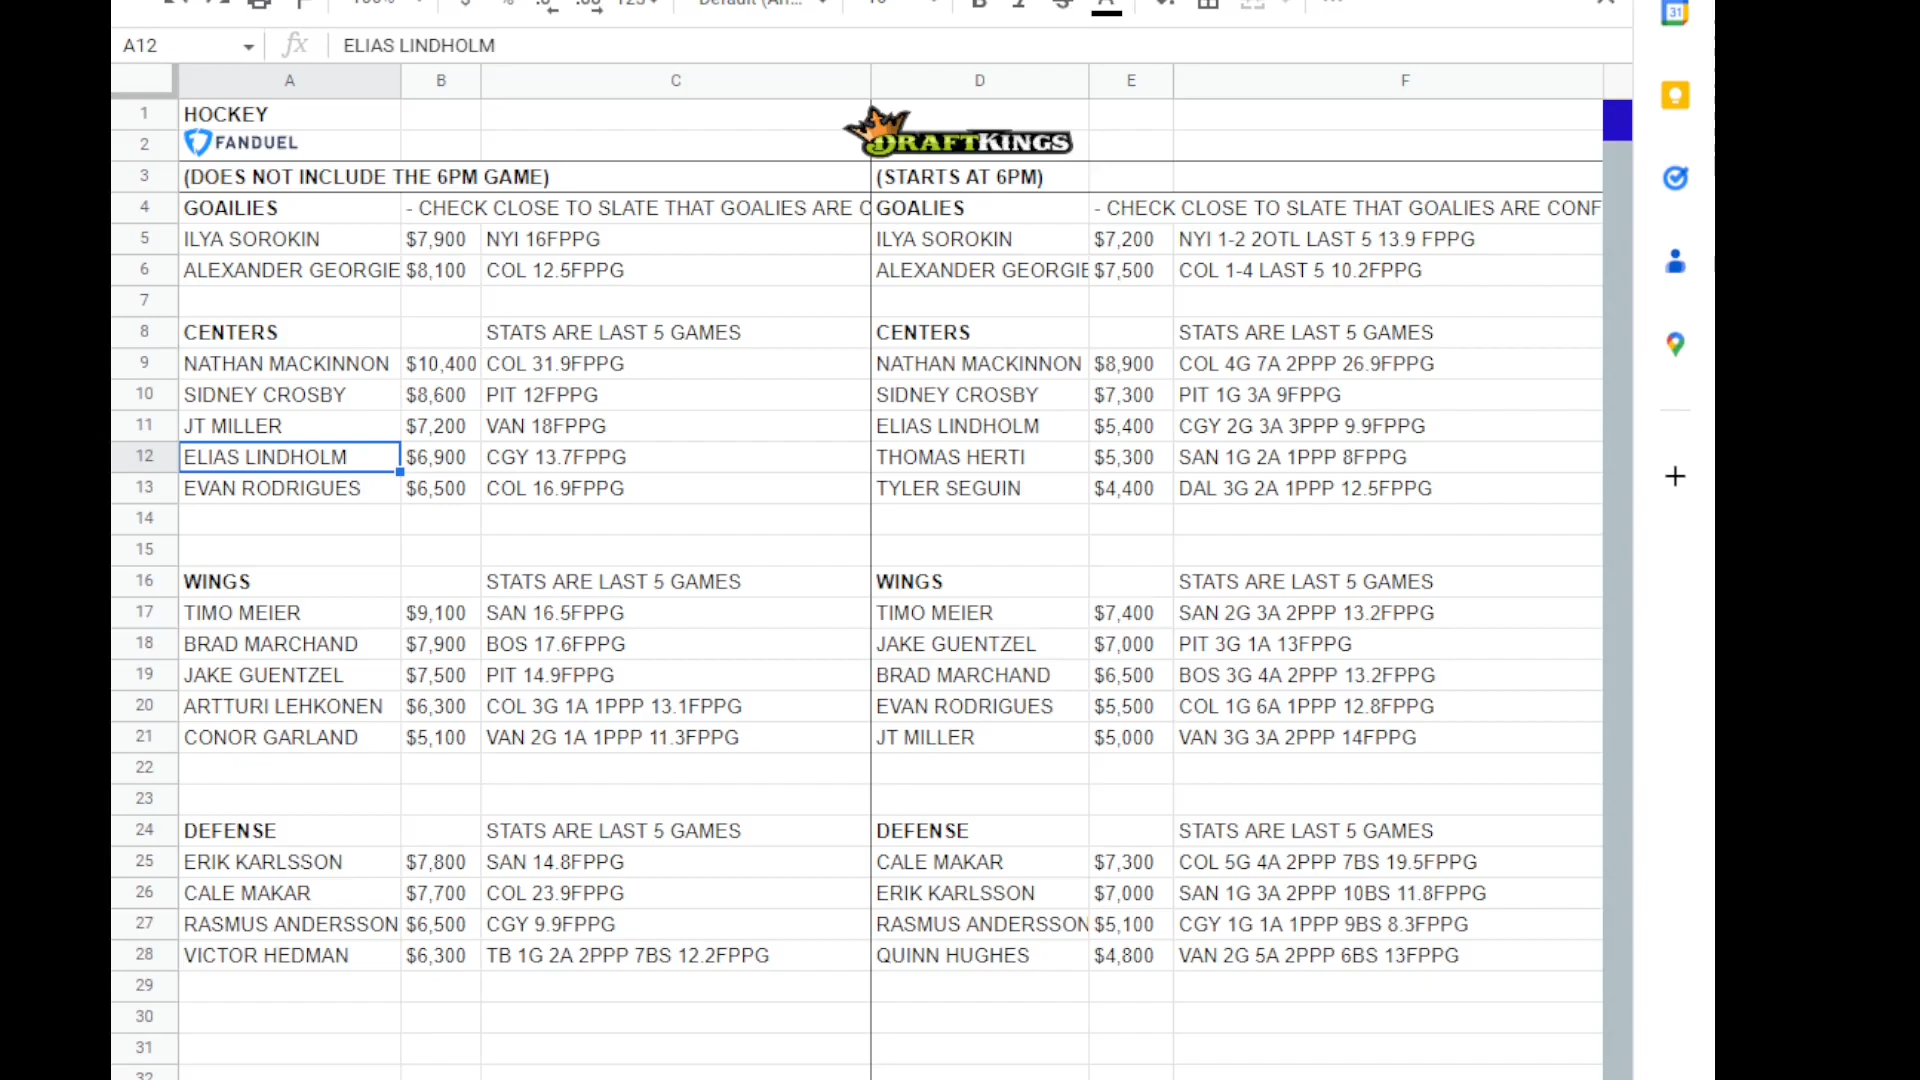 A12 fx ELIAS LINDHOLM
A B C D E F
1 HOCKEY
2 FANDUEL DRAFTKINGS
3 (DOES NOT INCLUDE THE 6PM GAME) (STARTS AT 6PM)
4 GOAILIES - CHECK CLOSE TO SLATE THAT GOALIES ARE C GOALIES - CHECK CLOSE TO SLATE THAT GOALIES ARE CONF
5 ILYA SOROKIN $7,900 NYI 16FPPG ILYA SOROKIN $7,200 NYI 1-2 2OTL LAST 5 13.9 FPPG
6 ALEXANDER GEORGIE $8,100 COL 12.5FPPG ALEXANDER GEORGIE $7,500 COL 1-4 LAST 5 10.2FPPG
7
8 CENTERS STATS ARE LAST 5 GAMES CENTERS STATS ARE LAST 5 GAMES
9 NATHAN MACKINNON $10,400 COL 31.9FPPG NATHAN MACKINNON $8,900 COL 4G 7A 2PPP 26.9FPPG
10 SIDNEY CROSBY $8,600 PIT 12FPPG SIDNEY CROSBY $7,300 PIT 1G 3A 9FPPG
11 JT MILLER $7,200 VAN 18FPPG ELIAS LINDHOLM $5,400 CGY 2G 3A 3PPP 9.9FPPG
12 ELIAS LINDHOLM $6,900 CGY 13.7FPPG THOMAS HERTI $5,300 SAN 1G 2A 1PPP 8FPPG
13 EVAN RODRIGUES $6,500 COL 16.9FPPG TYLER SEGUIN $4,400 DAL 3G 2A 1PPP 12.5FPPG
14
15
16 WINGS STATS ARE LAST 5 GAMES WINGS STATS ARE LAST 5 GAMES
17 TIMO MEIER $9,100 SAN 16.5FPPG TIMO MEIER $7,400 SAN 2G 3A 2PPP 13.2FPPG
18 BRAD MARCHAND $7,900 BOS 17.6FPPG JAKE GUENTZEL $7,000 PIT 3G 1A 13FPPG
19 JAKE GUENTZEL $7,500 PIT 14.9FPPG BRAD MARCHAND $6,500 BOS 3G 4A 2PPP 13.2FPPG
20 ARTTURI LEHKONEN $6,300 COL 3G 1A 1PPP 13.1FPPG EVAN RODRIGUES $5,500 COL 1G 6A 1PPP 12.8FPPG
21 CONOR GARLAND $5,100 VAN 2G 1A 1PPP 11.3FPPG JT MILLER $5,000 VAN 3G 3A 2PPP 14FPPG
22
23
24 DEFENSE STATS ARE LAST 5 GAMES DEFENSE STATS ARE LAST 5 GAMES
25 ERIK KARLSSON $7,800 SAN 14.8FPPG CALE MAKAR $7,300 COL 5G 4A 2PPP 7BS 19.5FPPG
26 CALE MAKAR $7,700 COL 23.9FPPG ERIK KARLSSON $7,000 SAN 1G 3A 2PPP 10BS 11.8FPPG
27 RASMUS ANDERSSON $6,500 CGY 9.9FPPG RASMUS ANDERSSON $5,100 CGY 1G 1A 1PPP 9BS 8.3FPPG
28 VICTOR HEDMAN $6,300 TB 1G 2A 2PPP 7BS 12.2FPPG QUINN HUGHES $4,800 VAN 2G 5A 2PPP 6BS 13FPPG
29
30
31
32
31